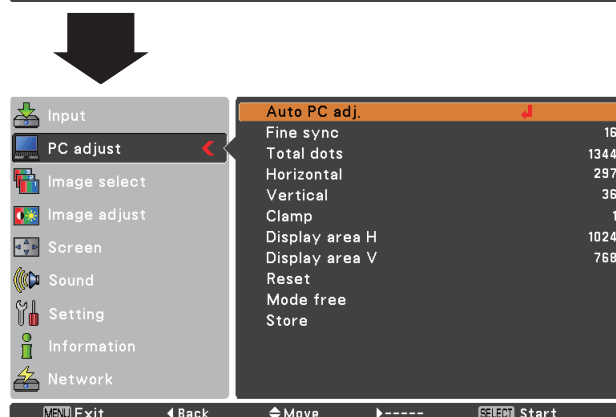 Input
PC adjust
Image select
Image adjust
Screen
Sound
Setting
Information
Network
Auto PC adj.
Fine sync 16
Total dots 1344
Horizontal 297
Vertical 36
Clamp 1
Display area H 1024
Display area V 768
Reset
Mode free
Store
MENU Exit ◀Back Move ▶----- SELECT Start